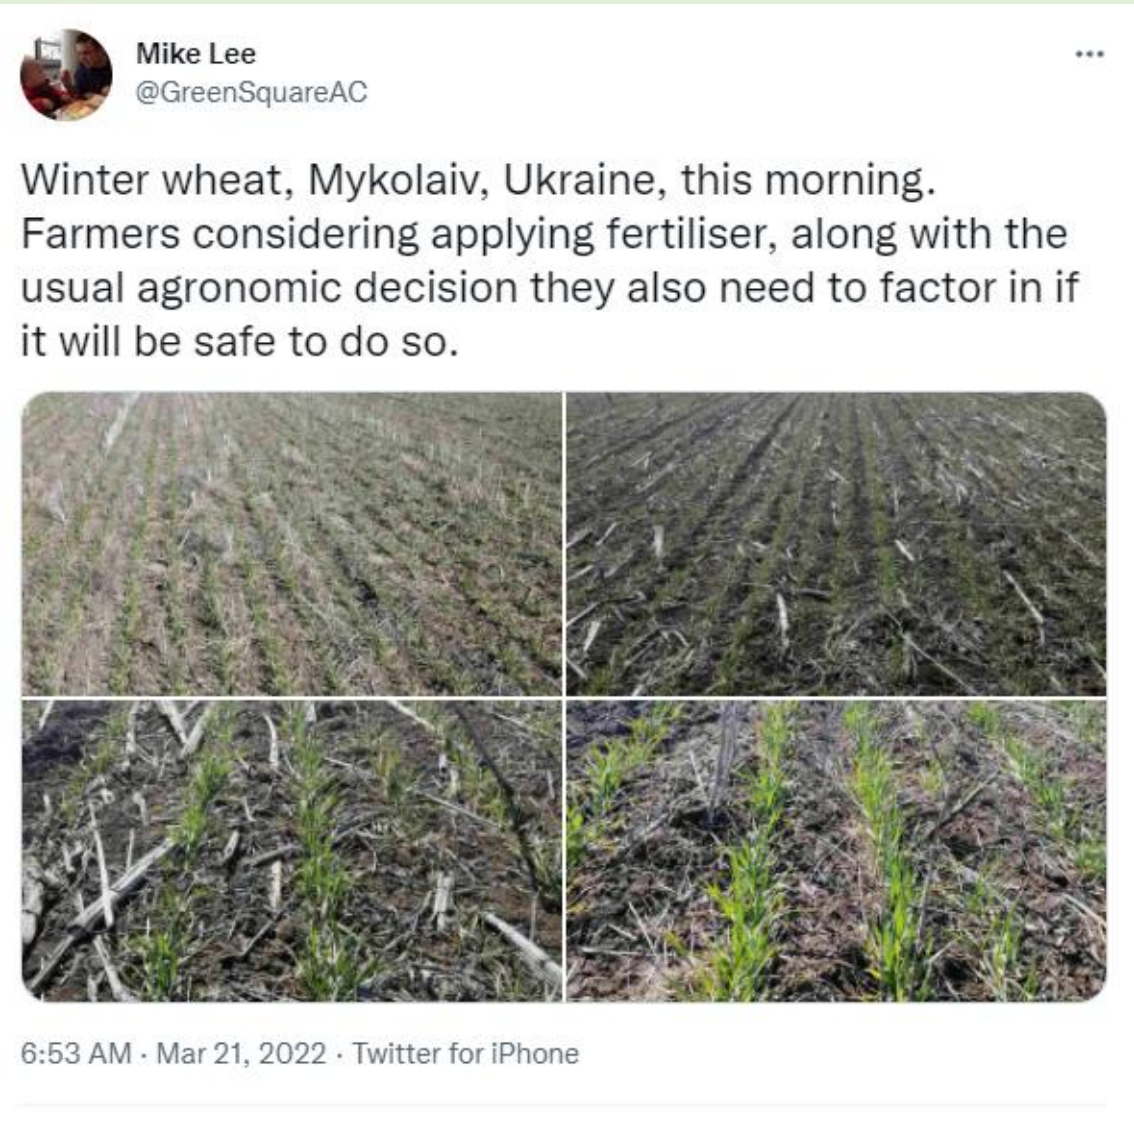 Mike Lee
@GreenSquareAC
Winter wheat, Mykolaiv, Ukraine, this morning.
Farmers considering applying fertiliser, along with the
usual agronomic decision they also need to factor in if
it will be safe to do so.
6:53 AM · Mar 21, 2022 · Twitter for iPhone